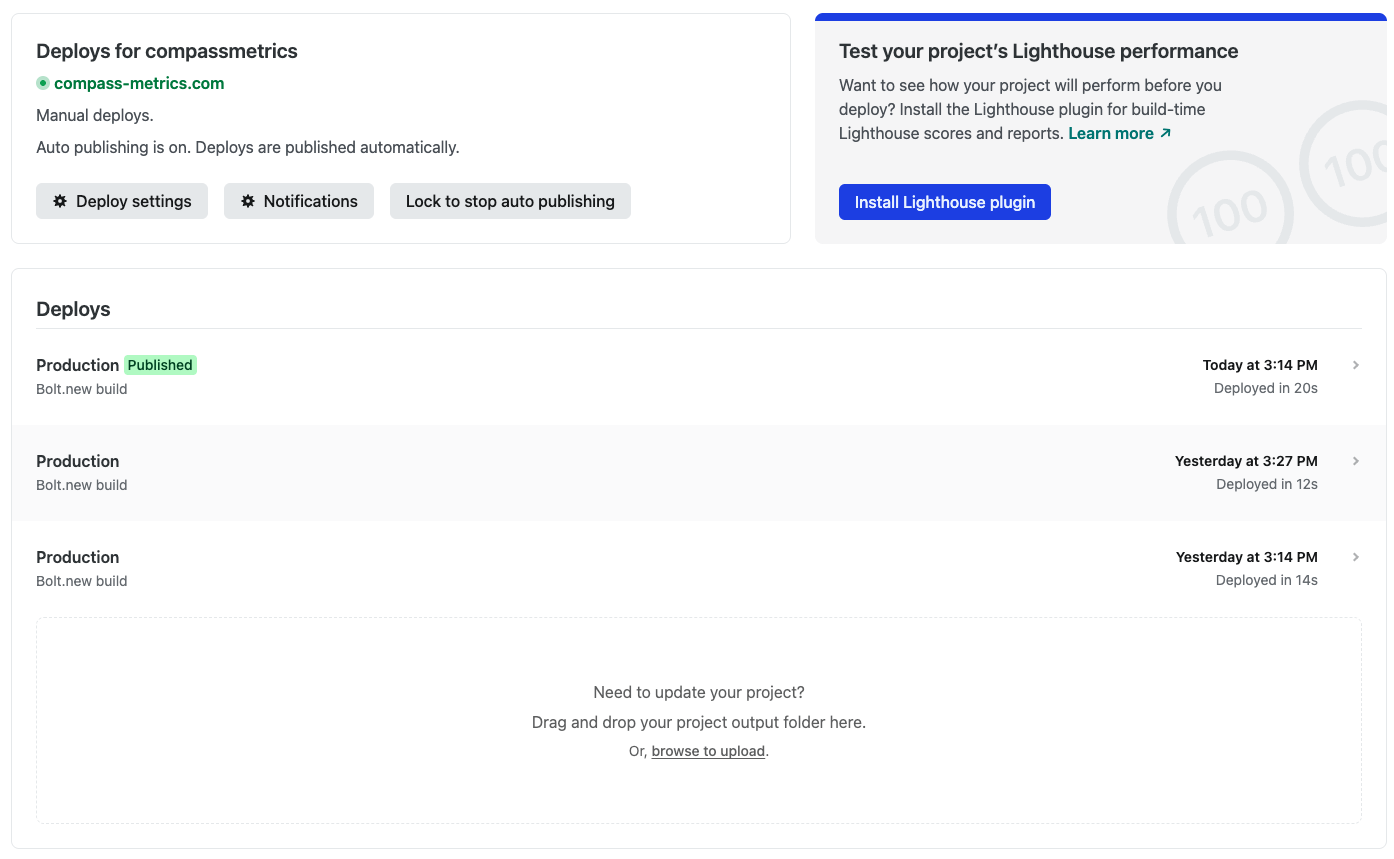 Deploys for compassmetrics
compass-metrics.com
Manual deploys.
Auto publishing is on. Deploys are published automatically.
Deploy settings
Notifications
Lock to stop auto publishing
Test your project’s Lighthouse performance
Want to see how your project will perform before you
deploy? Install the Lighthouse plugin for build-time
Lighthouse scores and reports. Learn more ↗
Install Lighthouse plugin
100
100
Deploys
Production Published
Bolt.new build
Today at 3:14 PM
Deployed in 20s
Production
Bolt.new build
Yesterday at 3:27 PM
Deployed in 12s
Production
Bolt.new build
Yesterday at 3:14 PM
Deployed in 14s
Need to update your project?
Drag and drop your project output folder here.
Or, browse to upload.